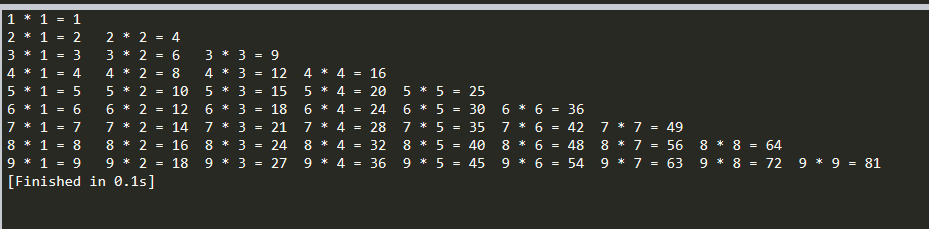 1 * 1 = 1
2 * 1 = 2   2 * 2 = 4
3 * 1 = 3   3 * 2 = 6   3 * 3 = 9
4 * 1 = 4   4 * 2 = 8   4 * 3 = 12  4 * 4 = 16
5 * 1 = 5   5 * 2 = 10  5 * 3 = 15  5 * 4 = 20  5 * 5 = 25
6 * 1 = 6   6 * 2 = 12  6 * 3 = 18  6 * 4 = 24  6 * 5 = 30  6 * 6 = 36
7 * 1 = 7   7 * 2 = 14  7 * 3 = 21  7 * 4 = 28  7 * 5 = 35  7 * 6 = 42  7 * 7 = 49
8 * 1 = 8   8 * 2 = 16  8 * 3 = 24  8 * 4 = 32  8 * 5 = 40  8 * 6 = 48  8 * 7 = 56  8 * 8 = 64
9 * 1 = 9   9 * 2 = 18  9 * 3 = 27  9 * 4 = 36  9 * 5 = 45  9 * 6 = 54  9 * 7 = 63  9 * 8 = 72  9 * 9 = 81
[Finished in 0.1s]